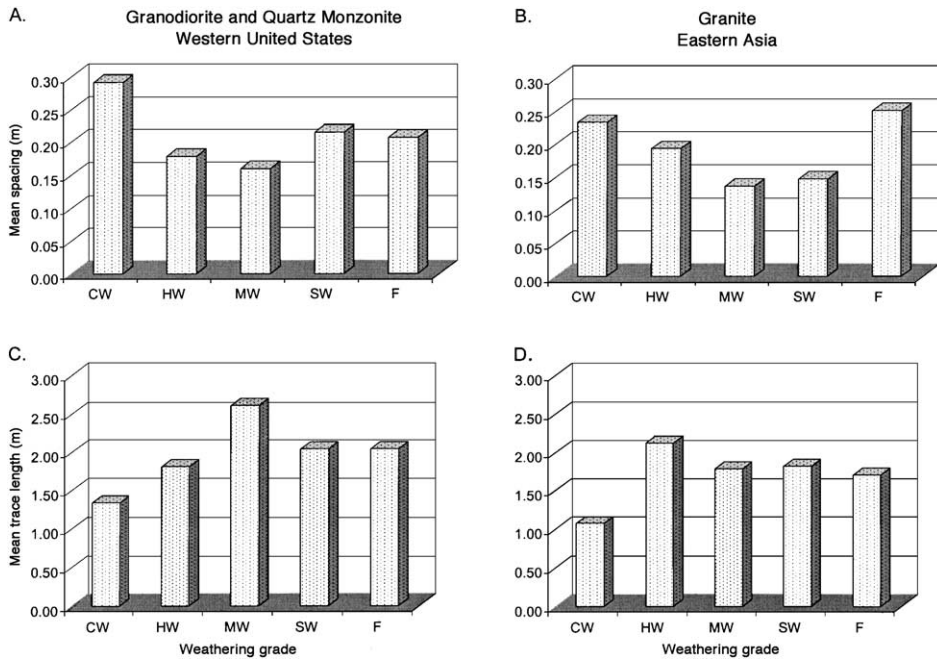 A.
Granodiorite and Quartz Monzonite
Western United States
Mean spacing (m)
0.30
0.25
0.20
0.15
0.10
0.05
0.00
CW HW MW SW F
B.
Granite
Eastern Asia
0.30
0.25
0.20
0.15
0.10
0.05
0.00
CW HW MW SW F
C.
Mean trace length (m)
3.00
2.50
2.00
1.50
1.00
0.50
0.00
CW HW MW SW F
Weathering grade
D.
3.00
2.50
2.00
1.50
1.00
0.50
0.00
CW HW MW SW F
Weathering grade